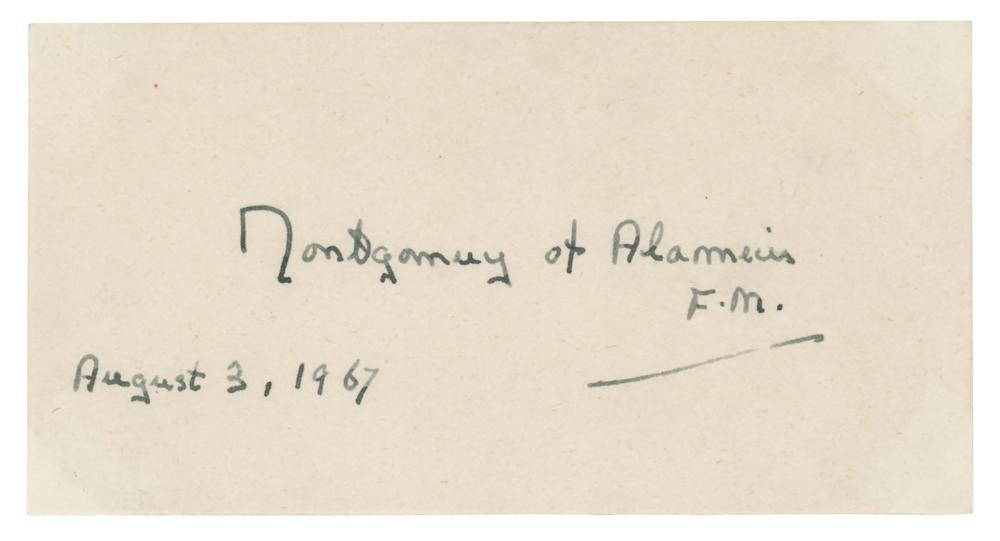 Montgomery of Alamein
F.M.
August 3, 1967